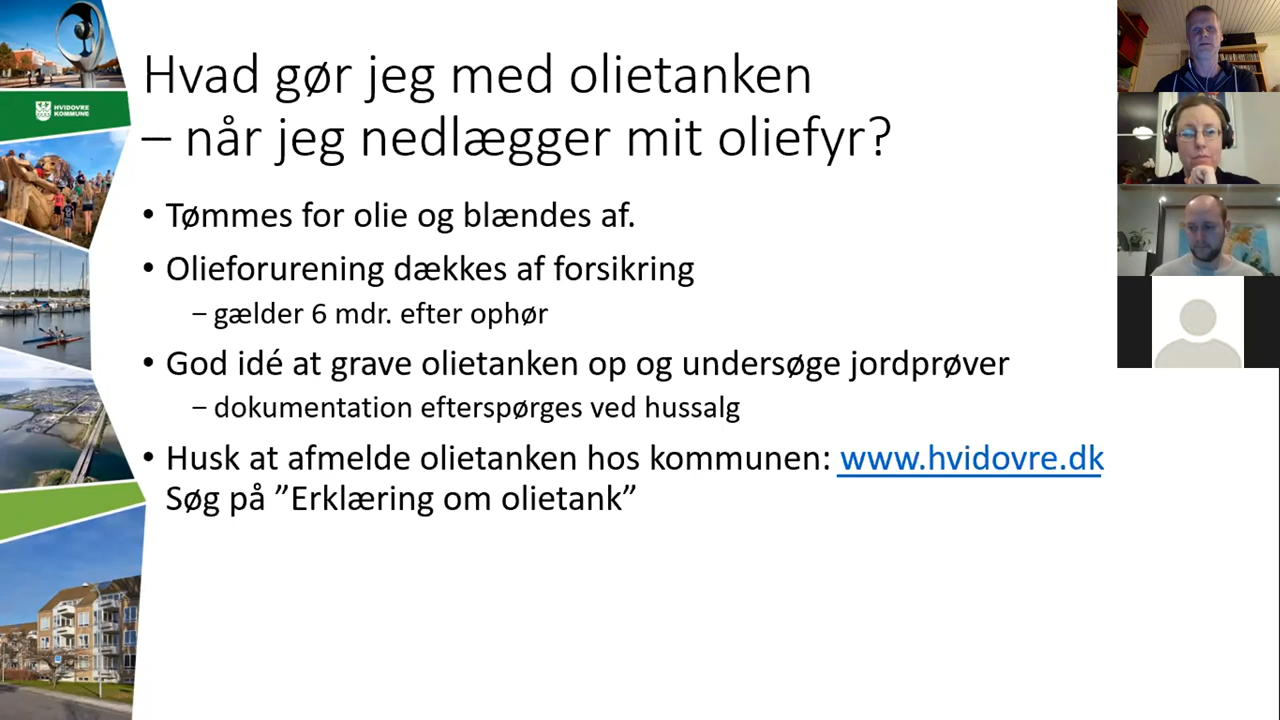 Hvad gør jeg med olietanken
– når jeg nedlægger mit oliefyr?
HVIDOVRE
KOMMUNE
• Tømmes for olie og blændes af.
• Olieforurening dækkes af forsikring
– gælder 6 mdr. efter ophør
• God idé at grave olietanken op og undersøge jordprøver
– dokumentation efterspørges ved hussalg
• Husk at afmelde olietanken hos kommunen: www.hvidovre.dk
Søg på ”Erklæring om olietank”